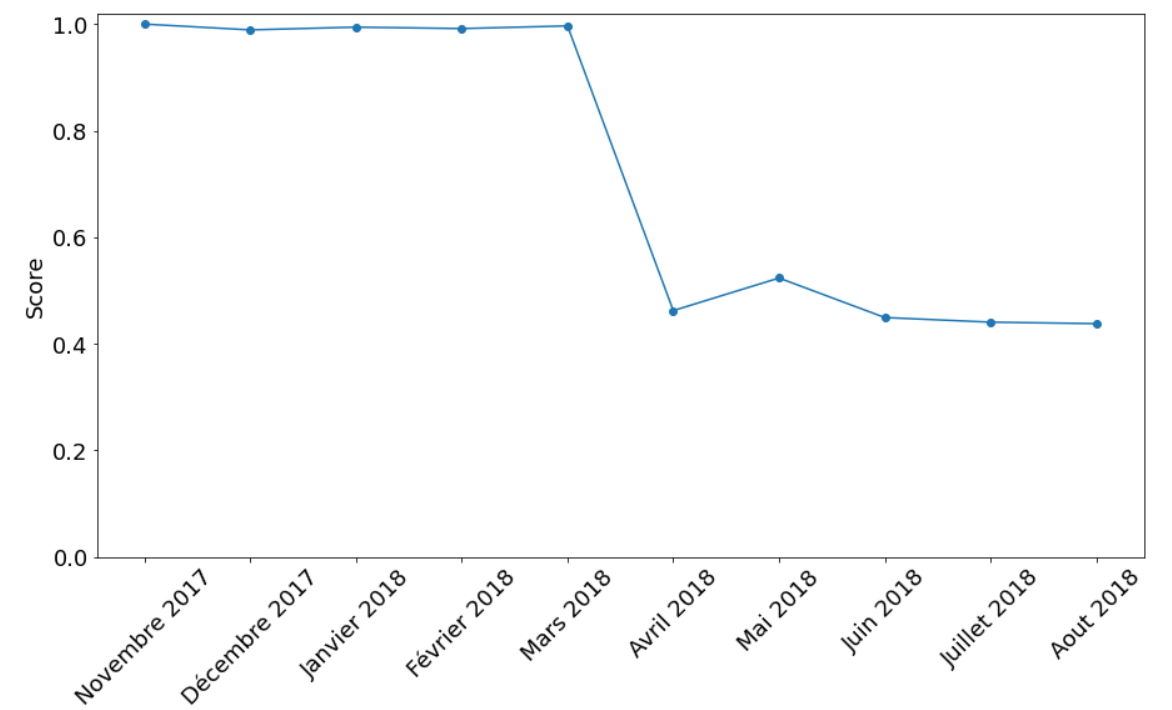 1.0
0.8
0.6
0.4
0.2
0.0
Score
Novembre 2017
Décembre 2017
Janvier 2018
Février 2018
Mars 2018
Avril 2018
Mai 2018
Juin 2018
Juillet 2018
Aout 2018